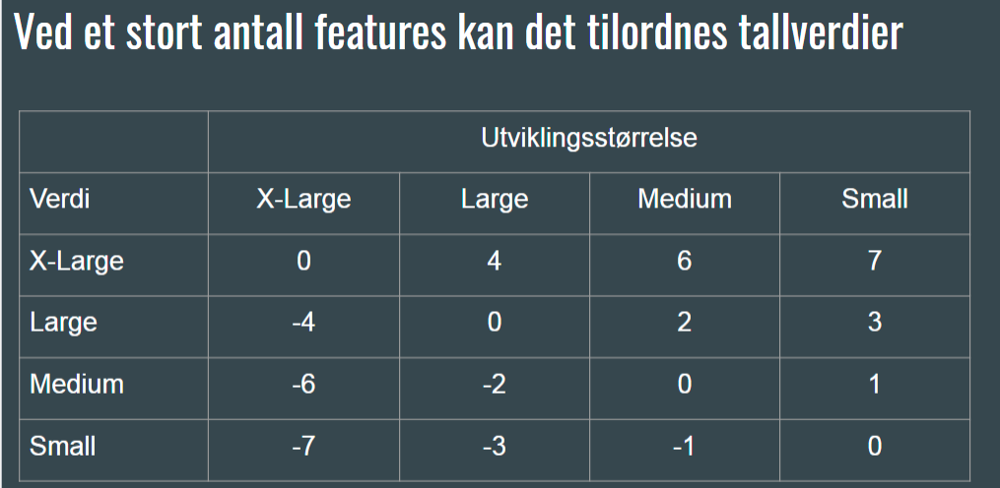 Ved et stort antall features kan det tilordnes tallverdier
Utviklingsstørrelse
Verdi X-Large Large Medium Small
X-Large 0 4 6 7
Large -4 0 2 3
Medium -6 -2 0 1
Small -7 -3 -1 0